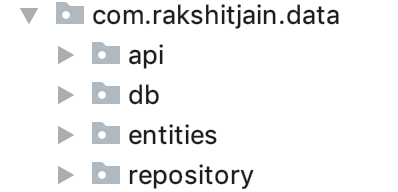 com.rakshitjain.data
api
db
entities
repository